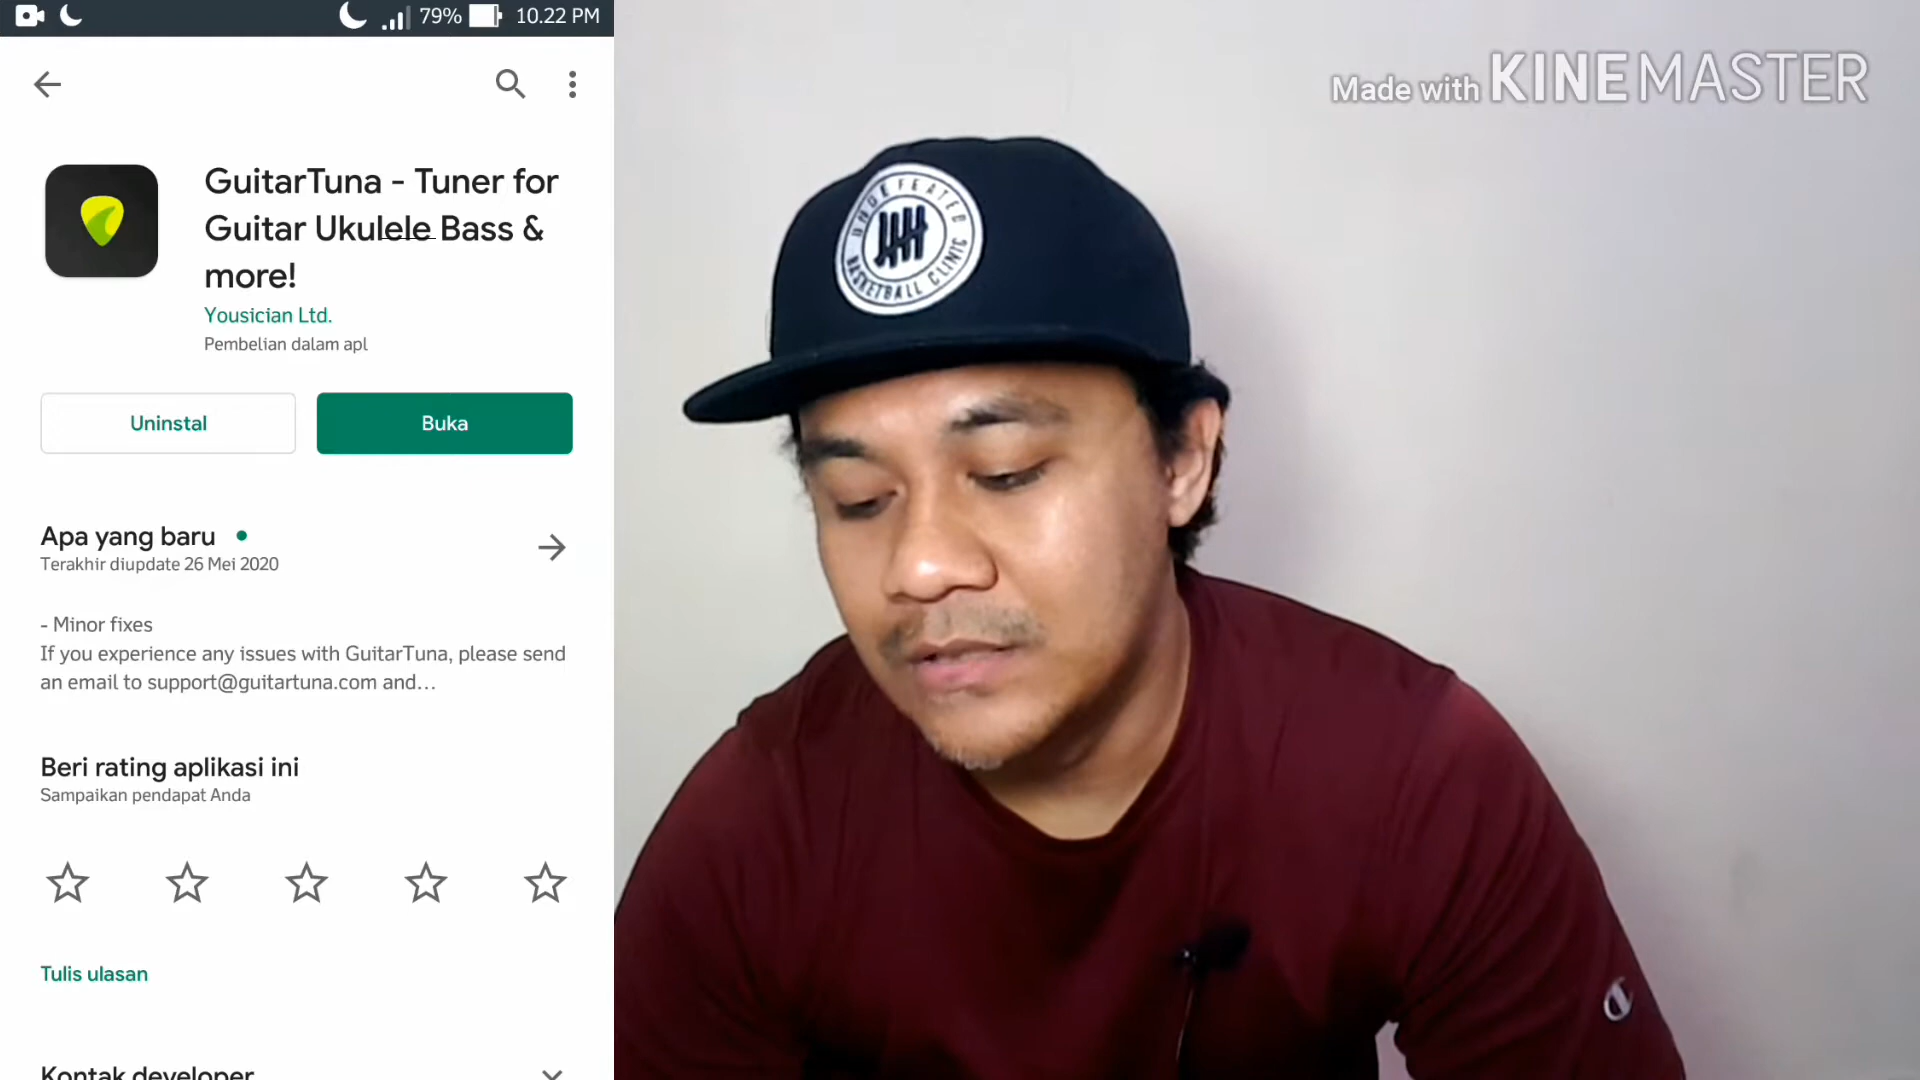 79% 10.22 PM
GuitarTuna - Tuner for
Guitar Ukulele Bass &
more!
Yousician Ltd.
Pembelian dalam apl
Uninstal
Buka
Apa yang baru
Terakhir diupdate 26 Mei 2020
- Minor fixes
If you experience any issues with GuitarTuna, please send
an email to support@guitartuna.com and...
Beri rating aplikasi ini
Sampaikan pendapat Anda
Tulis ulasan
Kontak developer
Made with KINEMASTER
UNDEFEATED
BASKETBALL CLINIC